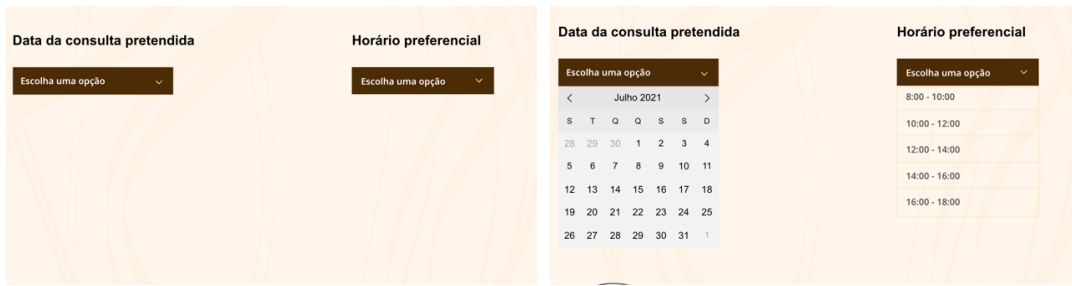 Data da consulta pretendida
Horário preferencial
Escolha uma opção
Escolha uma opção
Data da consulta pretendida
Horário preferencial
Escolha uma opção
Julho 2021
S T Q Q S S D
28 29 30 1 2 3 4
5 6 7 8 9 10 11
12 13 14 15 16 17 18
19 20 21 22 23 24 25
26 27 28 29 30 31 1
Escolha uma opção
8:00 - 10:00
10:00 - 12:00
12:00 - 14:00
14:00 - 16:00
16:00 - 18:00